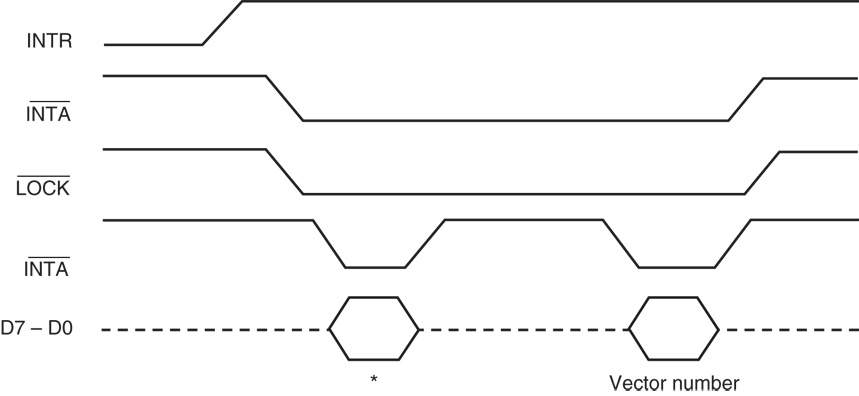 INTR
INTA
LOCK
INTA
D7 – D0
*
Vector number